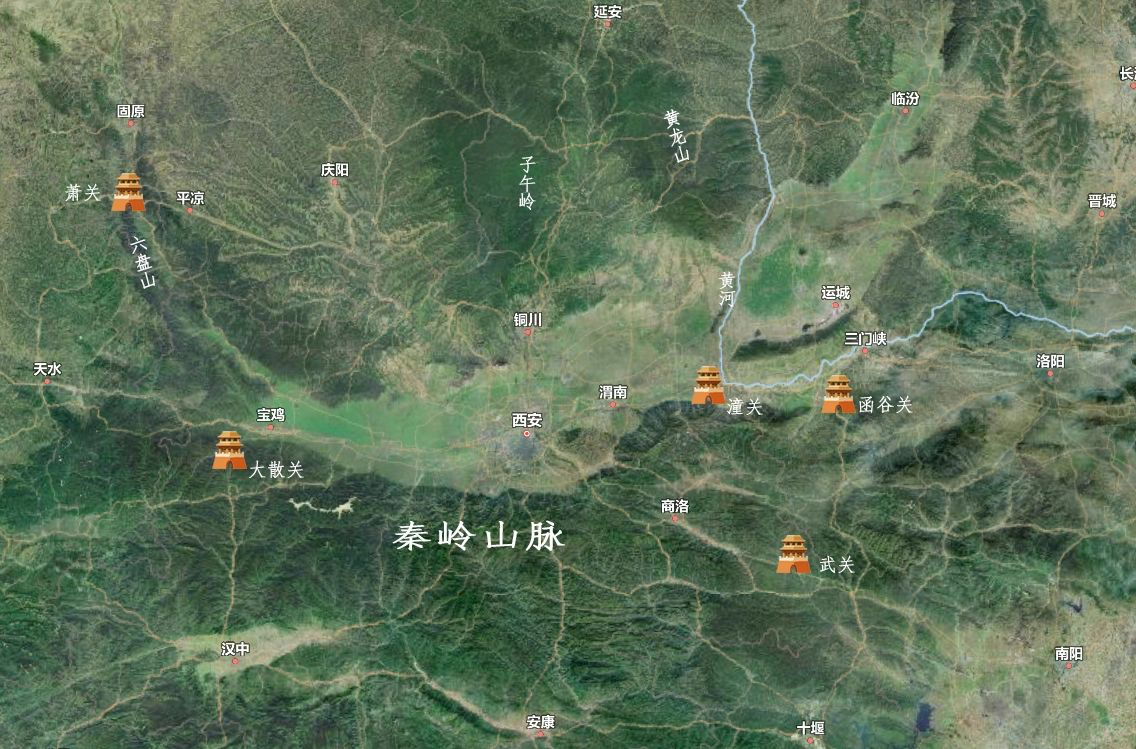 延安
长
临汾
固原
黄龙山
庆阳
子午岭
萧关
平凉
晋城
六盘山
黄河
运城
铜川
三门峡
洛阳
天水
渭南
潼关
函谷关
宝鸡
西安
大散关
商洛
秦岭山脉
武关
汉中
南阳
安康
十堰